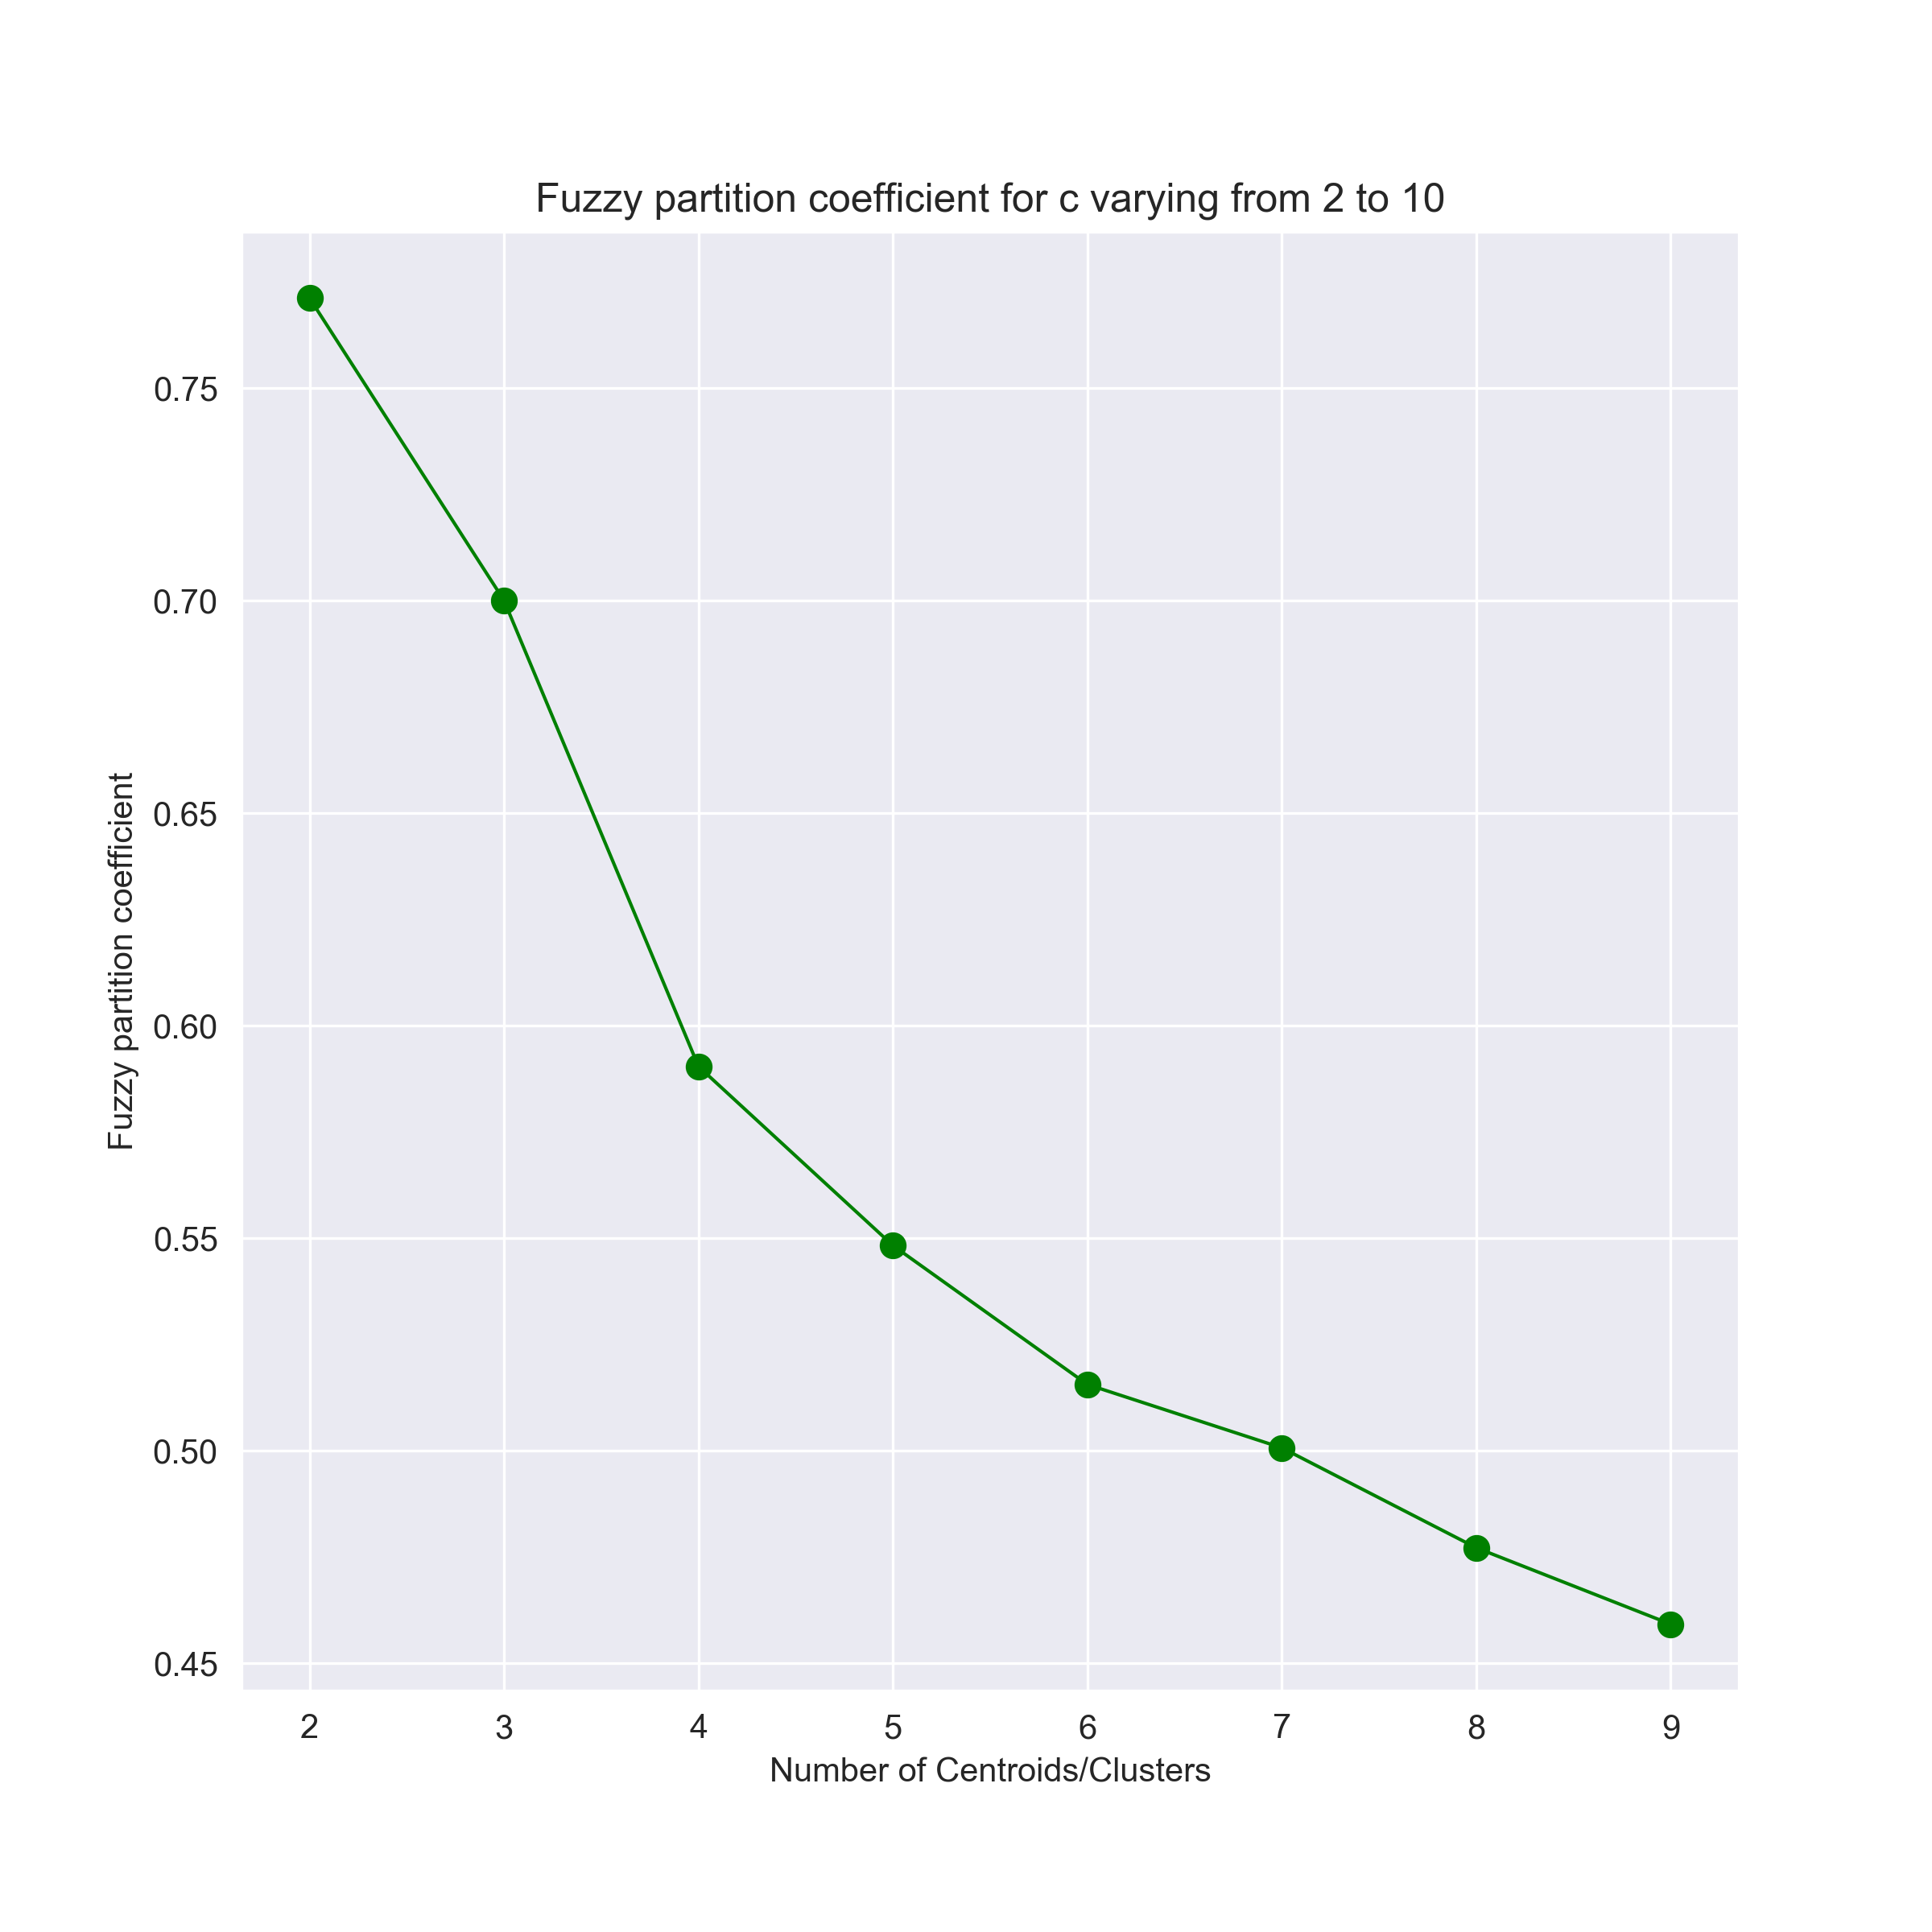 Fuzzy partition coefficient for c varying from 2 to 10
Fuzzy partition coefficient
0.75
0.70
0.65
0.60
0.55
0.50
0.45
2 3 4 5 6 7 8 9
Number of Centroids/Clusters